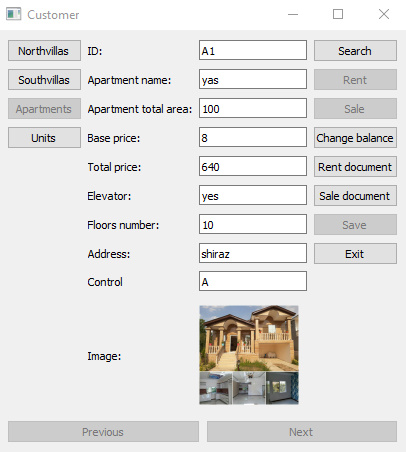 Customer
Northvillas ID: A1 Search
Southvillas Apartment name: yas Rent
Apartments Apartment total area: 100 Sale
Units Base price: 8 Change balance
Total price: 640 Rent document
Elevator: yes Sale document
Floors number: 10 Save
Address: shiraz Exit
Control A
Image:
Previous Next